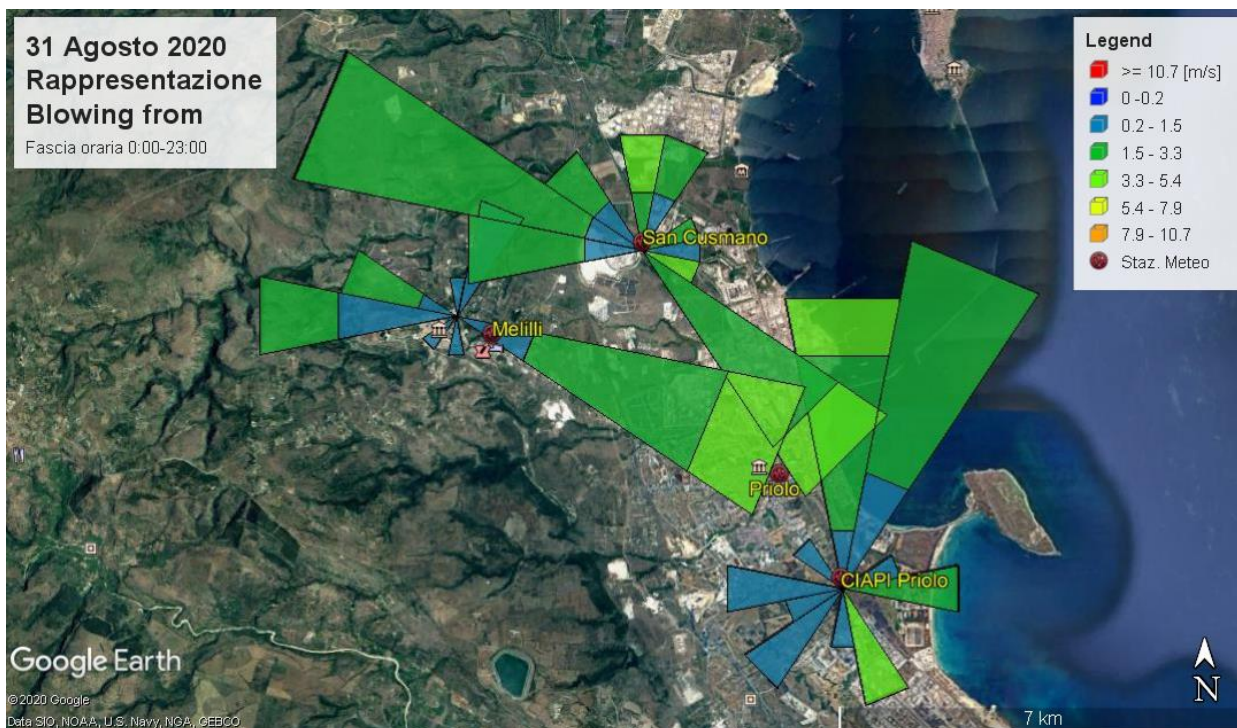 31 Agosto 2020
Rappresentazione
Blowing from
Fascia oraria 0:00-23:00
Legend
>= 10.7 [m/s]
0 -0.2
0.2 - 1.5
1.5 - 3.3
3.3 - 5.4
5.4 - 7.9
7.9 - 10.7
Staz. Meteo
San Cusmano
Melilli
Priolo
CIAPI Priolo
Google Earth
N
©2020 Google
Data SIO, NOAA, U.S. Navy, NGA, GEBCO
7 km